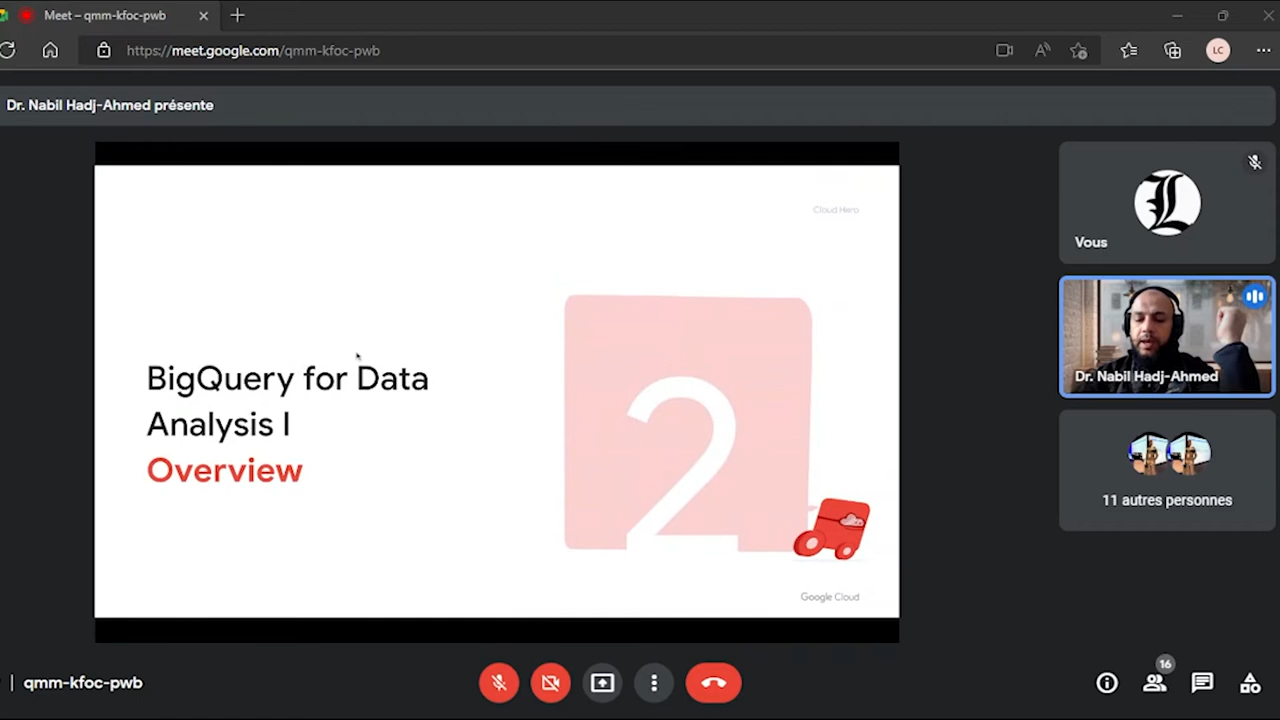 Meet – qmm-kfoc-pwb
https://meet.google.com/qmm-kfoc-pwb
LC
Dr. Nabil Hadj-Ahmed présente
Cloud Hero
BigQuery for Data
Analysis I
Overview
2
Google Cloud
L
Vous
Dr. Nabil Hadj-Ahmed
11 autres personnes
qmm-kfoc-pwb
16